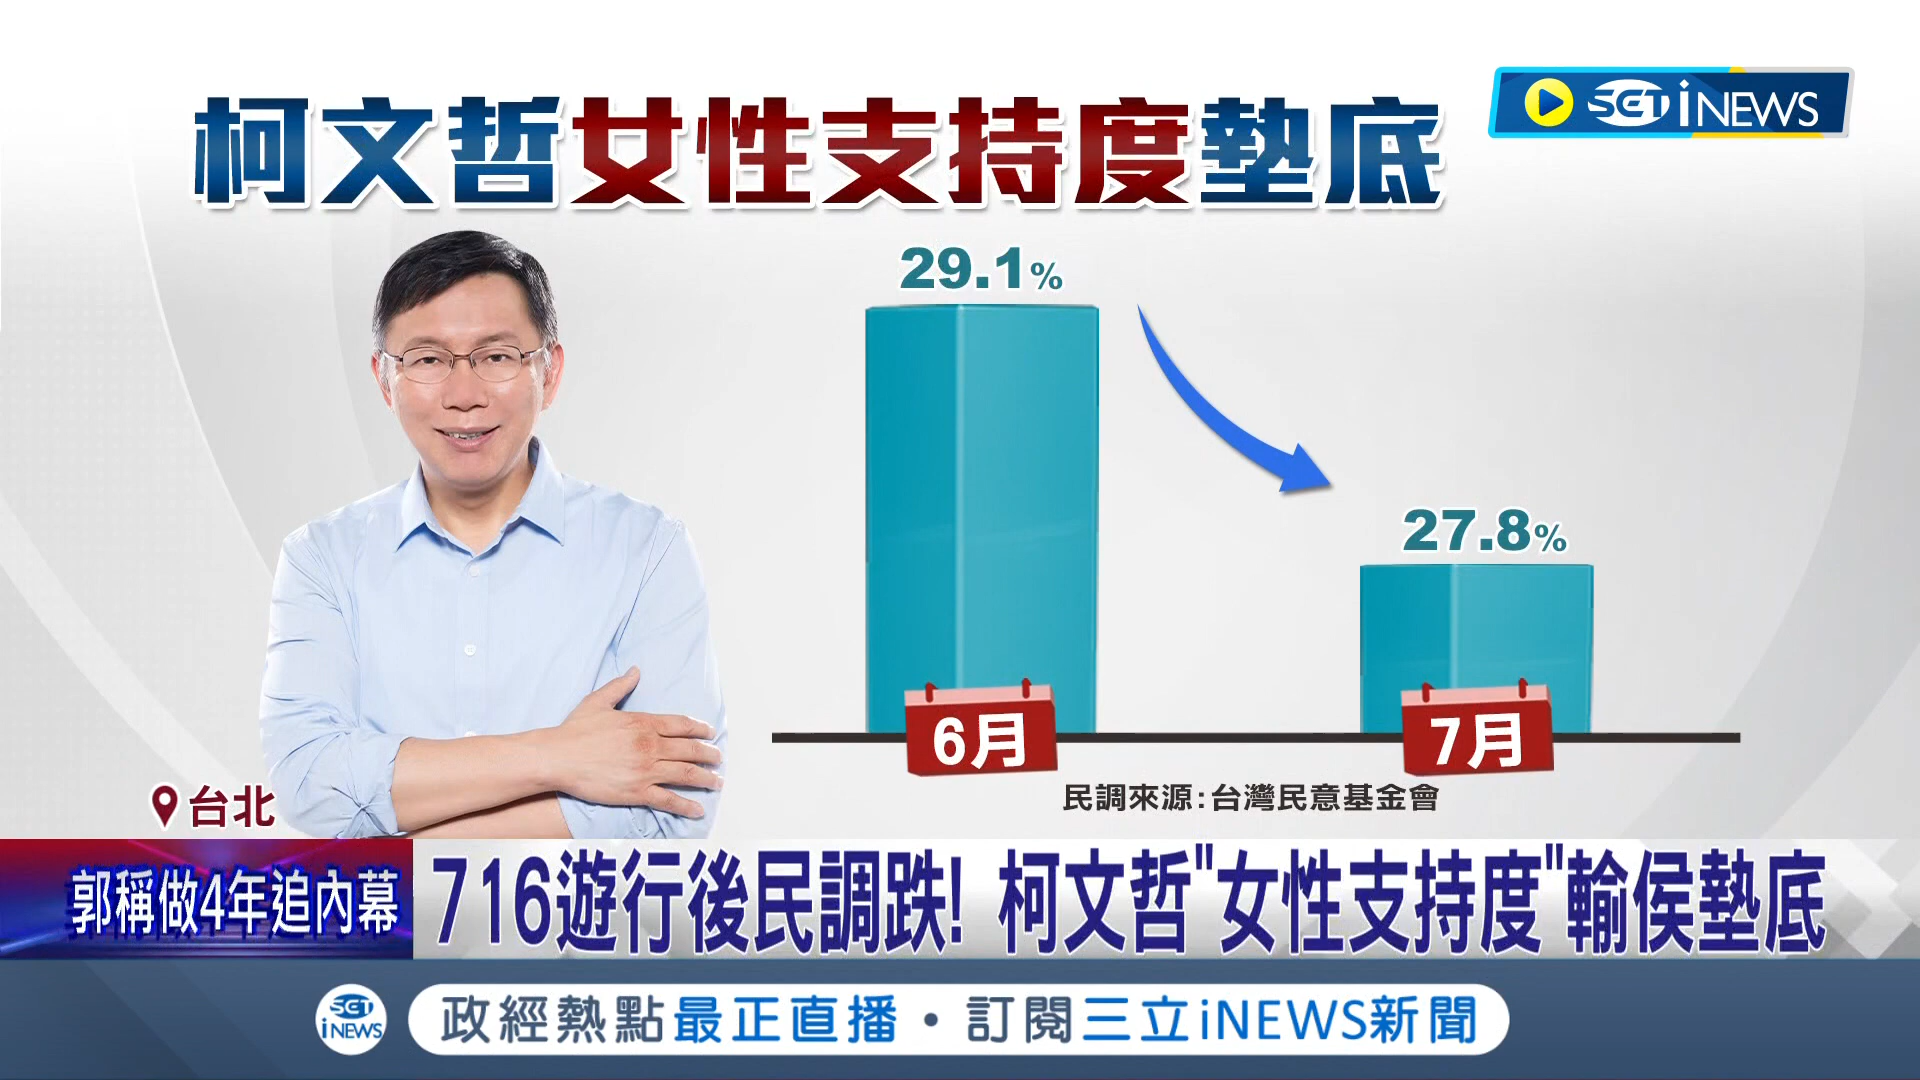 柯文哲女性支持度墊底
SET iNEWS
29.1%
27.8%
6月
7月
民調來源:台灣民意基金會
台北
郭稱做4年追內幕
716遊行後民調跌! 柯文哲"女性支持度"輸侯墊底
SET iNEWS
政經熱點最正直播・訂閱三立iNEWS新聞